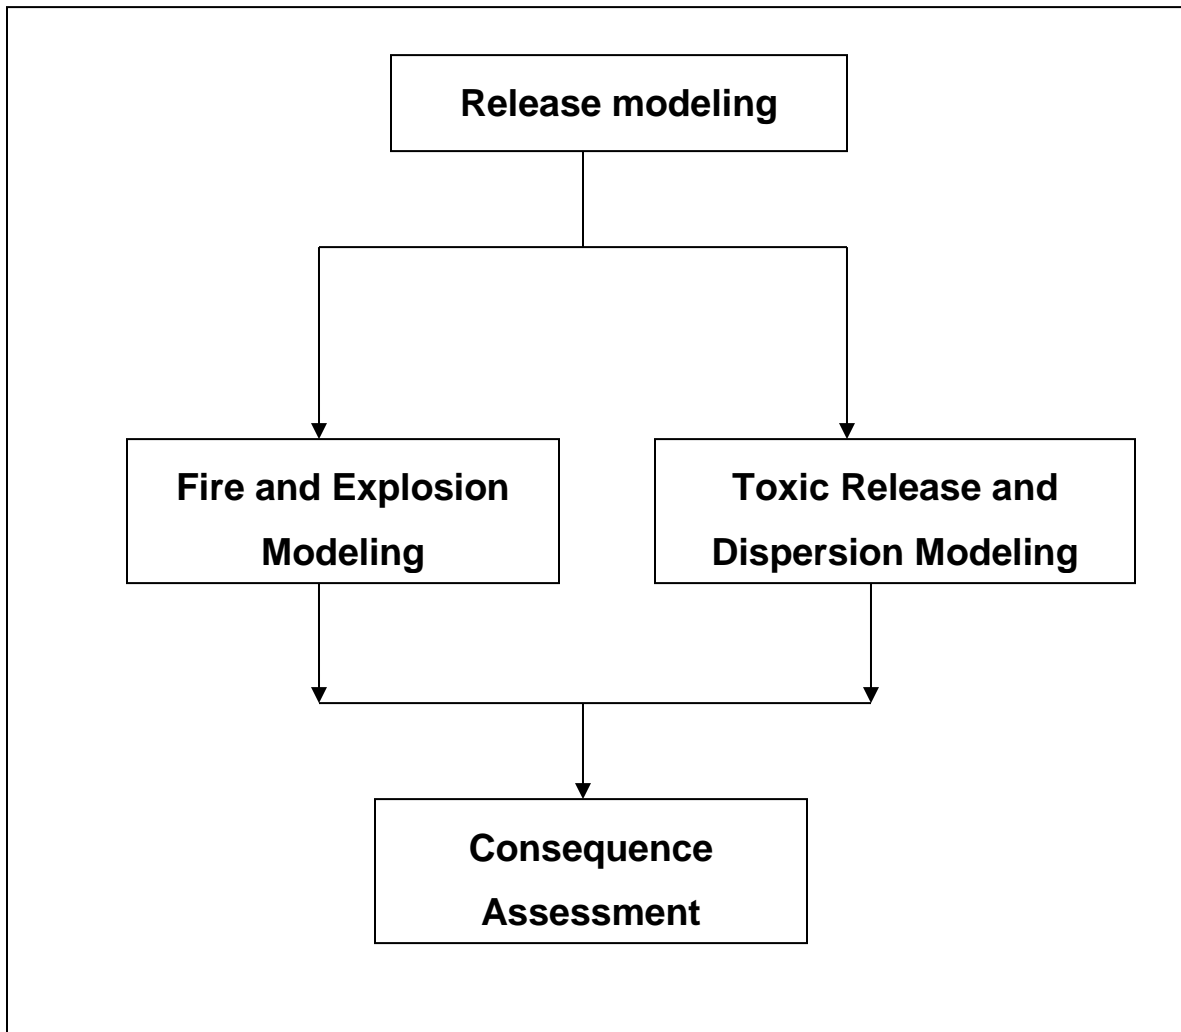 Release modeling
Fire and Explosion
Modeling
Toxic Release and
Dispersion Modeling
Consequence
Assessment